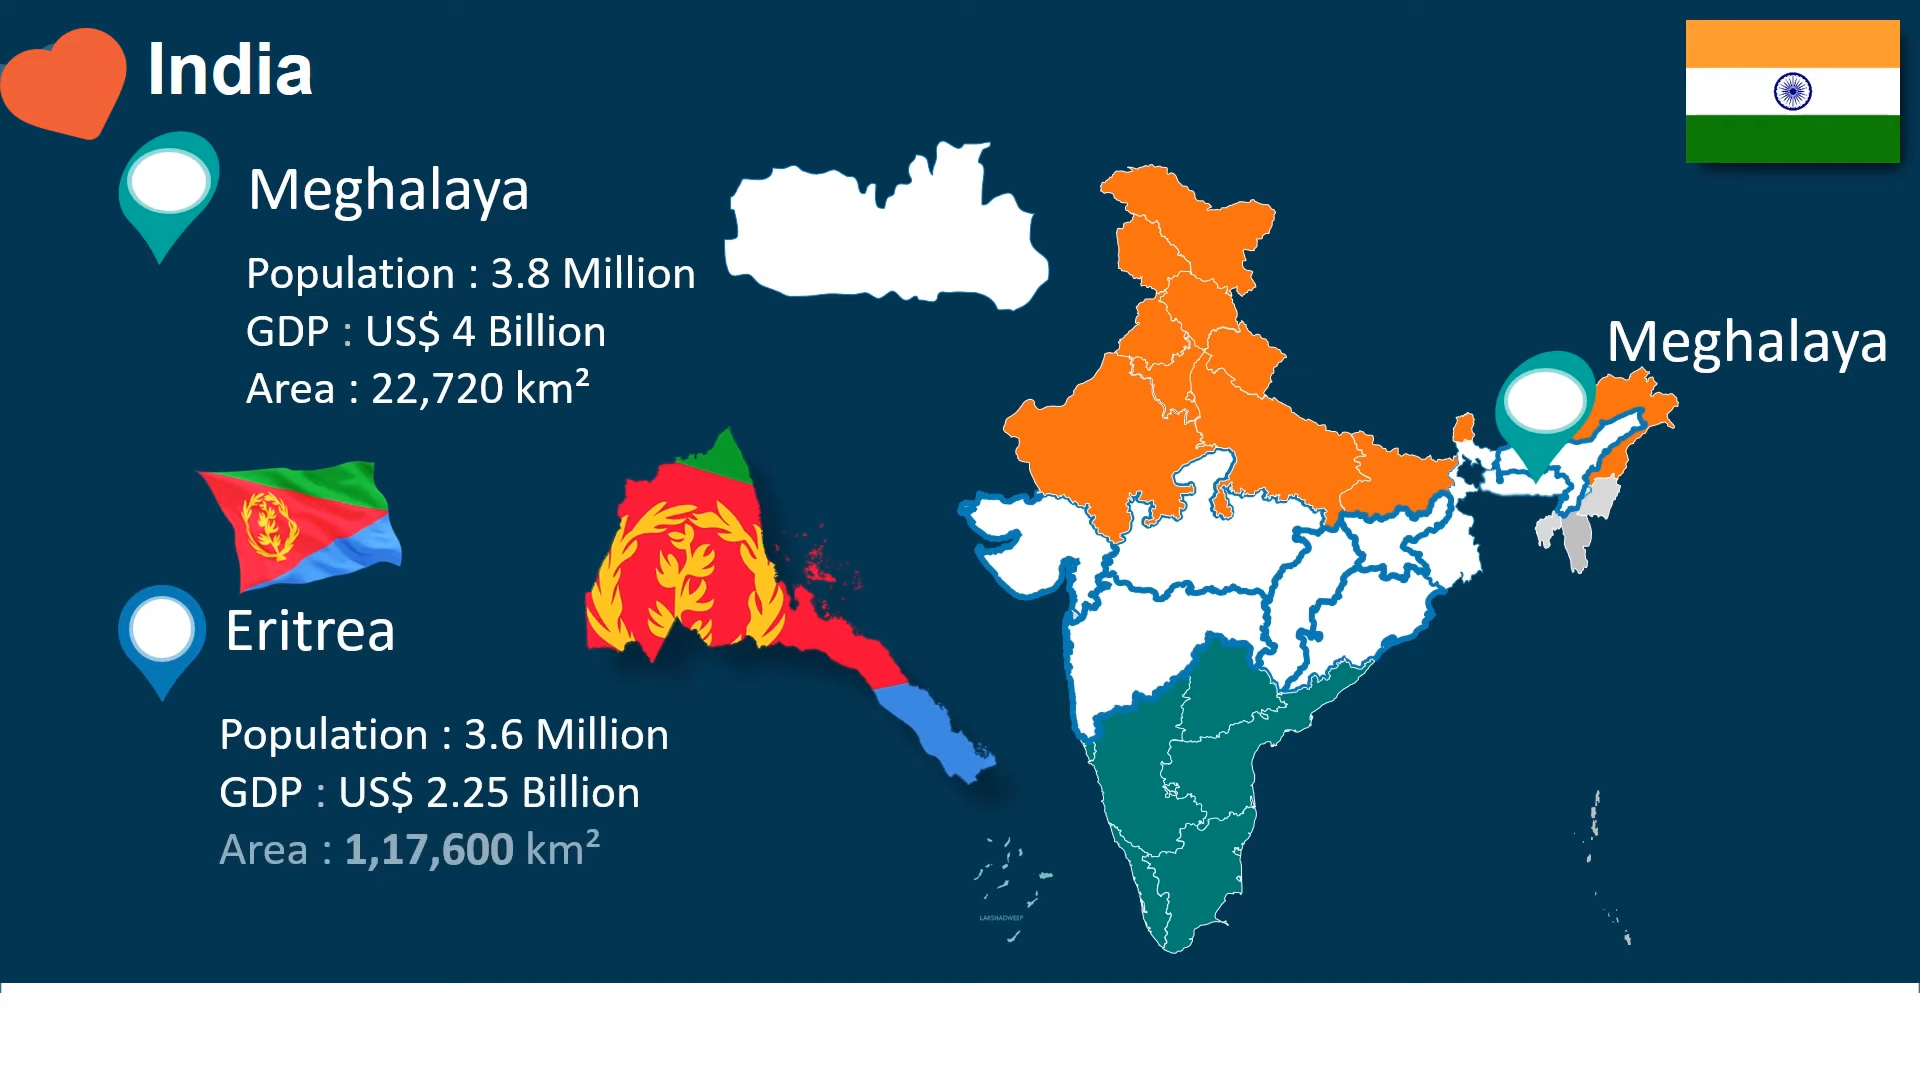 India
Meghalaya
Population : 3.8 Million
GDP : US$ 4 Billion
Area : 22,720 km²
Meghalaya
Eritrea
Population : 3.6 Million
GDP : US$ 2.25 Billion
Area : 1,17,600 km²
LAKSHADWEEP